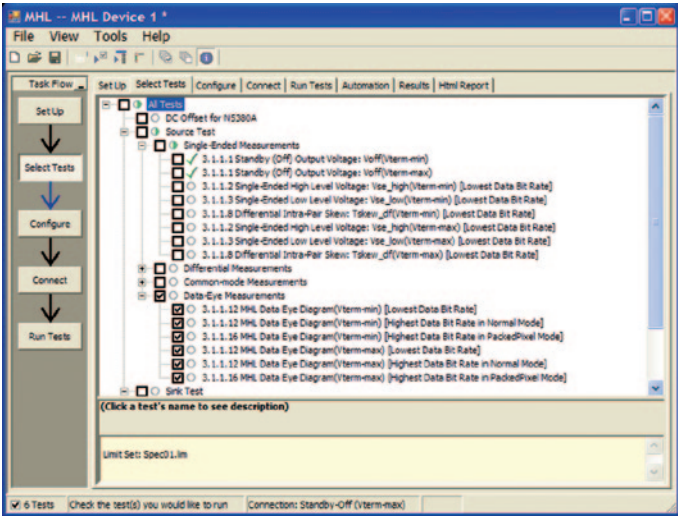 MHL -- MHL Device 1 *
File View Tools Help
Task Flow
Set Up
Select Tests
Configure
Connect
Run Tests
Set Up Select Tests Configure Connect Run Tests Automation Results Html Report
All Tests
DC Offset for N5380A
Source Test
Single-Ended Measurements
3.1.1.1 Standby (Off) Output Voltage: Voff(Vterm-min)
3.1.1.1 Standby (Off) Output Voltage: Voff(Vterm-max)
3.1.1.2 Single-Ended High Level Voltage: Vse_high(Vterm-min) [Lowest Data Bit Rate]
3.1.1.3 Single-Ended Low Level Voltage: Vse_low(Vterm-min) [Lowest Data Bit Rate]
3.1.1.8 Differential Intra-Pair Skew: Tskew_df(Vterm-min) [Lowest Data Bit Rate]
3.1.1.2 Single-Ended High Level Voltage: Vse_high(Vterm-max) [Lowest Data Bit Rate]
3.1.1.3 Single-Ended Low Level Voltage: Vse_low(Vterm-max) [Lowest Data Bit Rate]
3.1.1.8 Differential Intra-Pair Skew: Tskew_df(Vterm-max) [Lowest Data Bit Rate]
Differential Measurements
Common-mode Measurements
Data-Eye Measurements
3.1.1.12 MHL Data Eye Diagram(Vterm-min) [Lowest Data Bit Rate]
3.1.1.12 MHL Data Eye Diagram(Vterm-min) [Highest Data Bit Rate in Normal Mode]
3.1.1.16 MHL Data Eye Diagram(Vterm-min) [Highest Data Bit Rate in PackedPixel Mode]
3.1.1.12 MHL Data Eye Diagram(Vterm-max) [Lowest Data Bit Rate]
3.1.1.12 MHL Data Eye Diagram(Vterm-max) [Highest Data Bit Rate in Normal Mode]
3.1.1.16 MHL Data Eye Diagram(Vterm-max) [Highest Data Bit Rate in PackedPixel Mode]
Sink Test
(Click a test's name to see description)
Limit Set: Spec01.lm
6 Tests Check the test(s) you would like to run Connection: Standby-Off (Vterm-max)